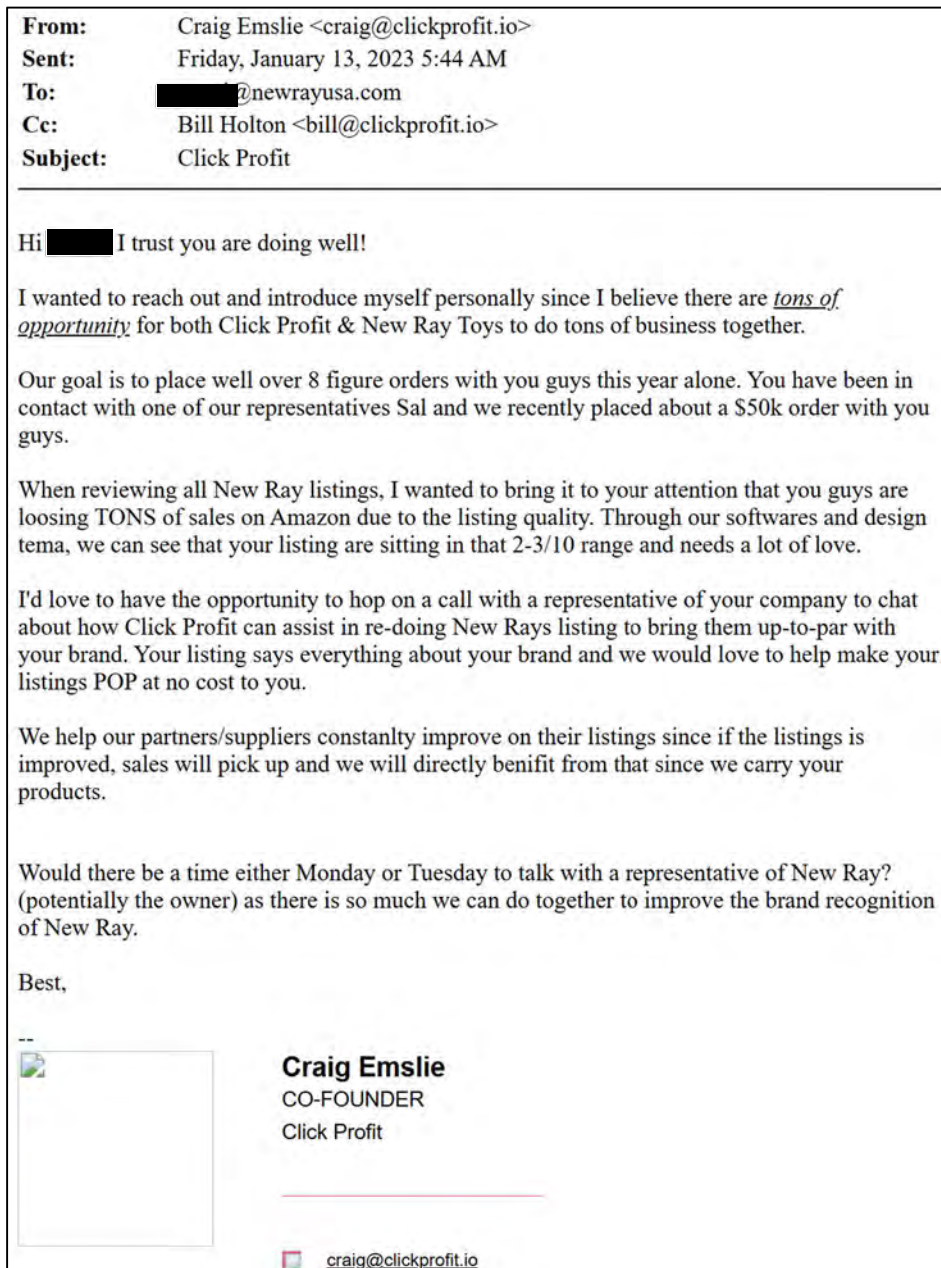 From: Craig Emslie <craig@clickprofit.io>
Sent: Friday, January 13, 2023 5:44 AM
To: @newrayusa.com
Cc: Bill Holton <bill@clickprofit.io>
Subject: Click Profit
Hi I trust you are doing well!
I wanted to reach out and introduce myself personally since I believe there are tons of
opportunity for both Click Profit & New Ray Toys to do tons of business together.
Our goal is to place well over 8 figure orders with you guys this year alone. You have been in
contact with one of our representatives Sal and we recently placed about a $50k order with you
guys.
When reviewing all New Ray listings, I wanted to bring it to your attention that you guys are
loosing TONS of sales on Amazon due to the listing quality. Through our softwares and design
tema, we can see that your listing are sitting in that 2-3/10 range and needs a lot of love.
I'd love to have the opportunity to hop on a call with a representative of your company to chat
about how Click Profit can assist in re-doing New Rays listing to bring them up-to-par with
your brand. Your listing says everything about your brand and we would love to help make your
listings POP at no cost to you.
We help our partners/suppliers constanlty improve on their listings since if the listings is
improved, sales will pick up and we will directly benifit from that since we carry your
products.
Would there be a time either Monday or Tuesday to talk with a representative of New Ray?
(potentially the owner) as there is so much we can do together to improve the brand recognition
of New Ray.
Best,
--
Craig Emslie
CO-FOUNDER
Click Profit
craig@clickprofit.io